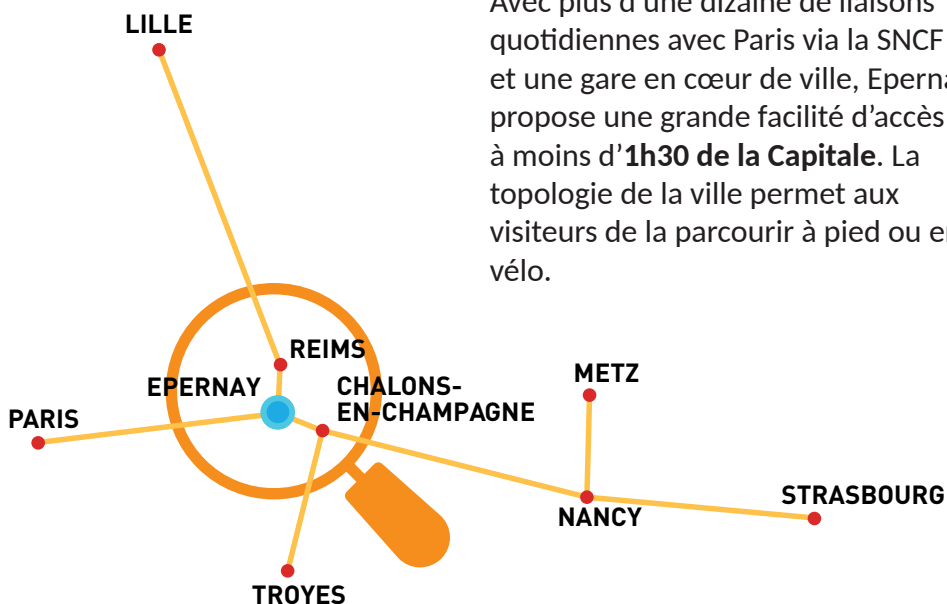 LILLE
Avec plus d'une dizaine de liaisons
quotidiennes avec Paris via la SNCF
et une gare en cœur de ville,
propose une grande facilité d'accès
à moins d'1h30 de la Capitale. La
topologie de la ville permet aux
visiteurs de la parcourir à pied ou
vélo.
REIMS
EPERNAY
CHALONS-
EN-CHAMPAGNE
METZ
PARIS
STRASBOURG
NANCY
TROYES